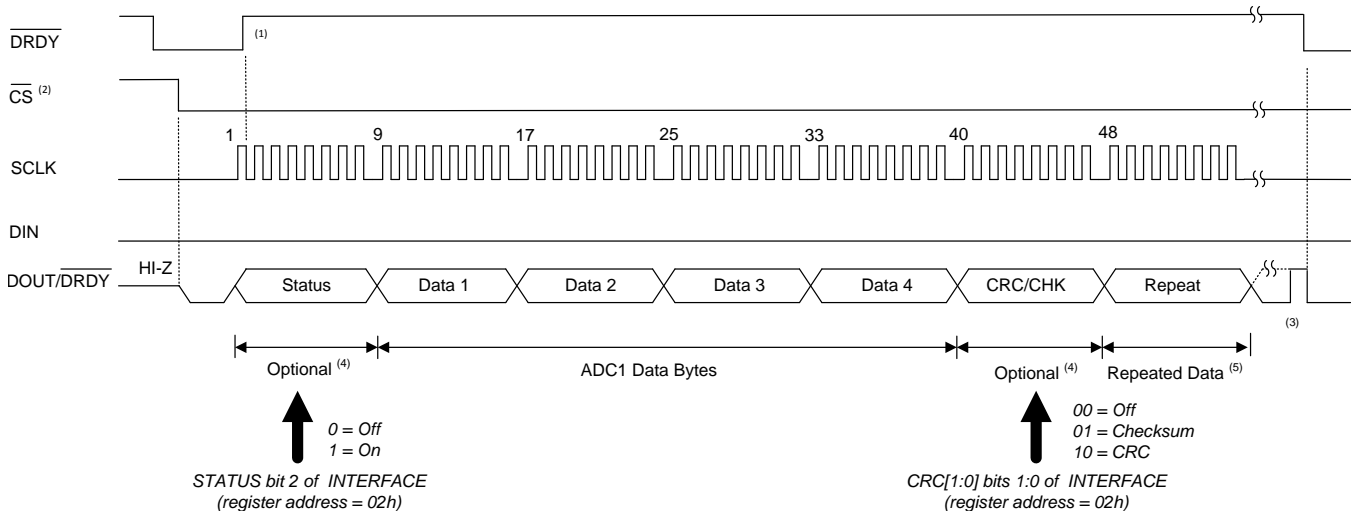 DRDY
(1)
CS (2)
1 9 17 25 33 40 48
SCLK
DIN
HI-Z
DOUT/DRDY
Status Data 1 Data 2 Data 3 Data 4 CRC/CHK Repeat
(3)
Optional (4) ADC1 Data Bytes Optional (4) Repeated Data (5)
0 = Off
1 = On
STATUS bit 2 of INTERFACE
(register address = 02h)
00 = Off
01 = Checksum
10 = CRC
CRC[1:0] bits 1:0 of INTERFACE
(register address = 02h)